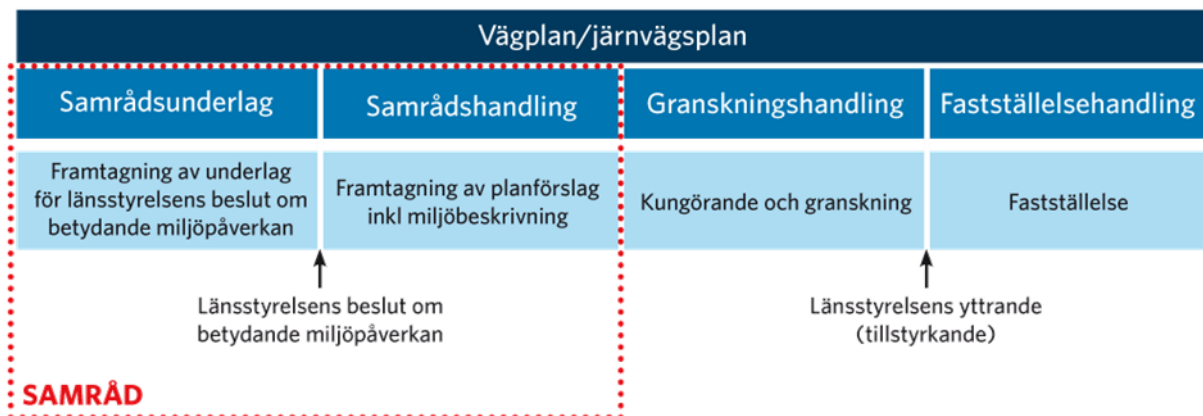 Vägplan/järnvägsplan
Samrådsunderlag
Samrådshandling
Granskningshandling
Fastställelsehandling
Framtagning av underlag
för länsstyrelsens beslut om
betydande miljöpåverkan
Framtagning av planförslag
inkl miljöbeskrivning
Kungörande och granskning
Fastställelse
Länsstyrelsens beslut om
betydande miljöpåverkan
Länsstyrelsens yttrande
(tillstyrkande)
SAMRÅD